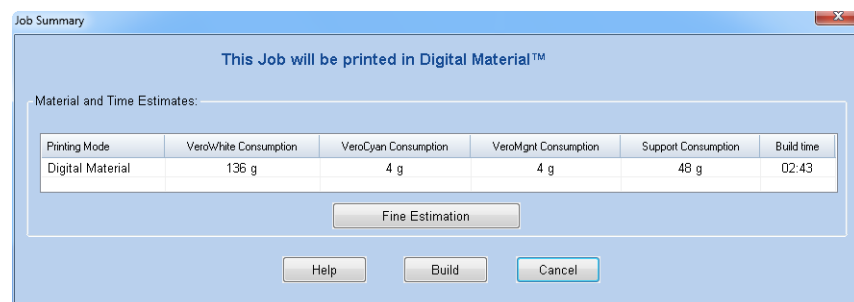 Job Summary
This Job will be printed in Digital Material™
Material and Time Estimates:
Printing Mode VeroWhite Consumption VeroCyan Consumption VeroMgnt Consumption Support Consumption Build time
Digital Material 136 g 4 g 4 g 48 g 02:43
Fine Estimation
Help Build Cancel